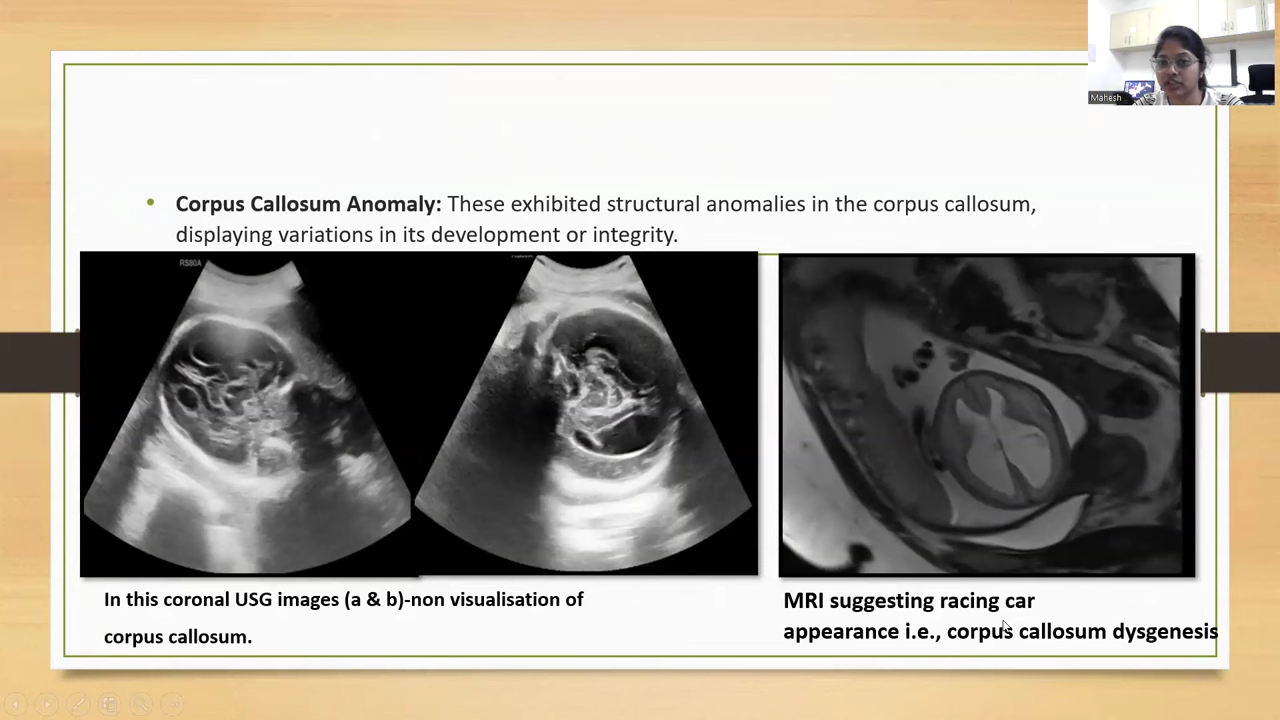 Mahesh
• Corpus Callosum Anomaly: These exhibited structural anomalies in the corpus callosum,
displaying variations in its development or integrity.
RS80A
In this coronal USG images (a & b)-non visualisation of
corpus callosum.
MRI suggesting racing car
appearance i.e., corpus callosum dysgenesis